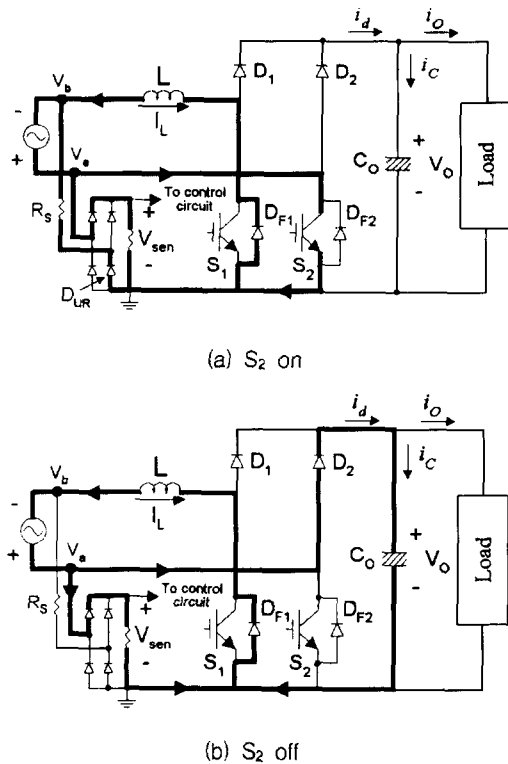 i_d
i_O
D_1
D_2
i_C
L
V_b
I_L
-
+
V_a
C_O
+
V_O
-
Load
R_S
To control
circuit
+
V_sen
-
D_F1
D_F2
S_1
S_2
D_UR
(a) S_2 on
i_d
i_O
D_1
D_2
i_C
L
V_b
I_L
-
+
V_a
C_O
+
V_O
-
Load
R_S
To control
circuit
+
V_sen
-
D_F1
D_F2
S_1
S_2
(b) S_2 off